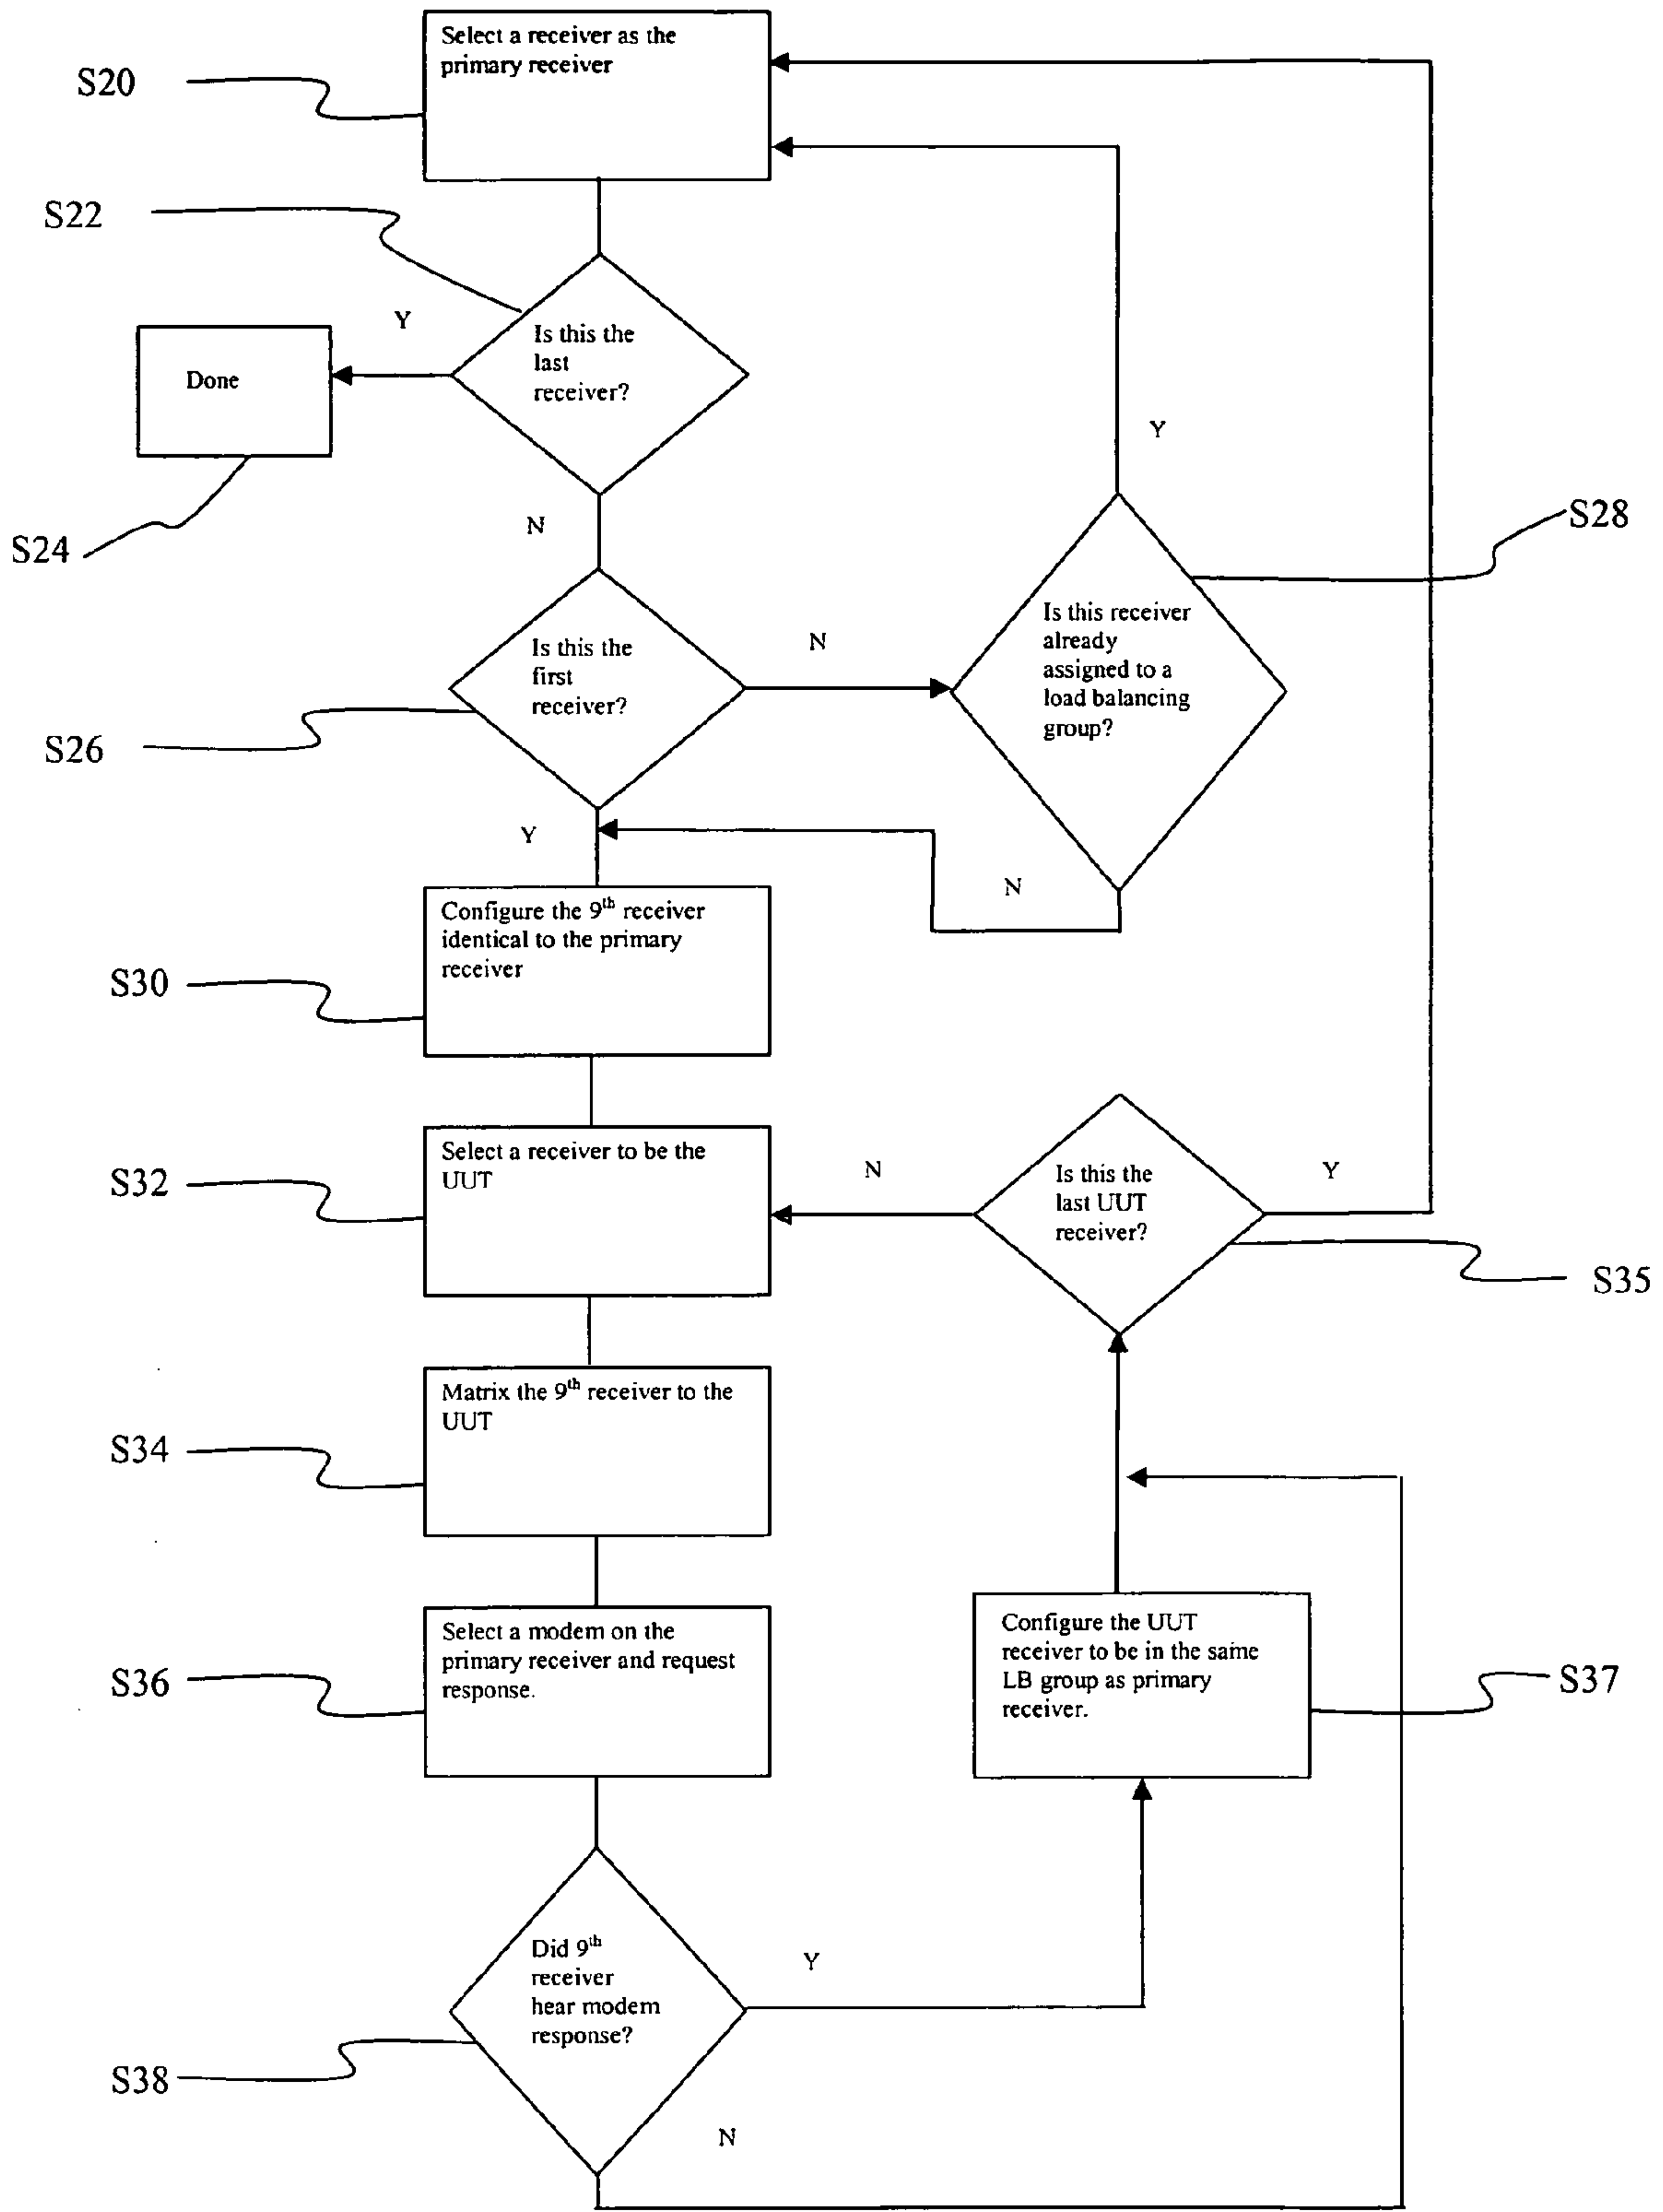 Select a receiver as the
primary receiver
S20
S22
Y
Is this the
last
receiver?
Done
S24
N
Y
S28
Is this the
first
receiver?
N
Is this receiver
already
assigned to a
load balancing
group?
S26
Y
N
Configure the 9th receiver
identical to the primary
receiver
S30
Select a receiver to be the
UUT
S32
N
Is this the
last UUT
receiver?
Y
S35
Matrix the 9th receiver to the
UUT
S34
Select a modem on the
primary receiver and request
response.
S36
Configure the UUT
receiver to be in the same
LB group as primary
receiver.
S37
Did 9th
receiver
hear modem
response?
Y
S38
N